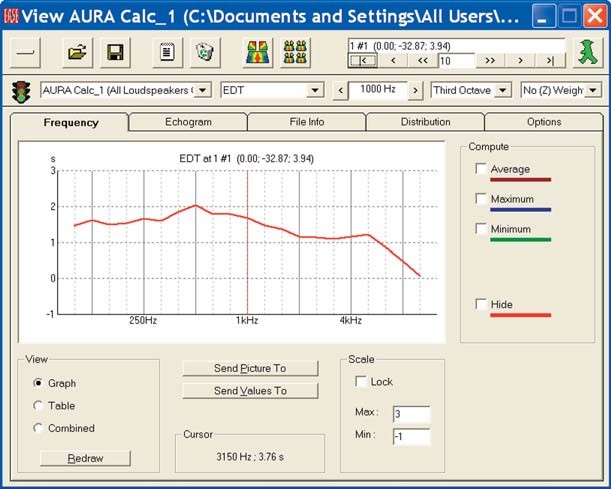 EASE View AURA Calc_1 (C:\Documents and Settings\All Users\...
1 #1 (0.00; -32.87; 3.94)
|< < << 10 >> > >|
AURA Calc_1 (All Loudspeakers EDT < 1000 Hz > Third Octave No (Z) Weigh
Frequency Echogram File Info Distribution Options
EDT at 1 #1 (0.00; -32.87; 3.94)
s
3
2
1
0
-1
250Hz 1kHz 4kHz
Compute
Average
Maximum
Minimum
Hide
View
Graph
Table
Combined
Redraw
Send Picture To
Send Values To
Cursor
3150 Hz ; 3.76 s
Scale
Lock
Max : 3
Min : -1